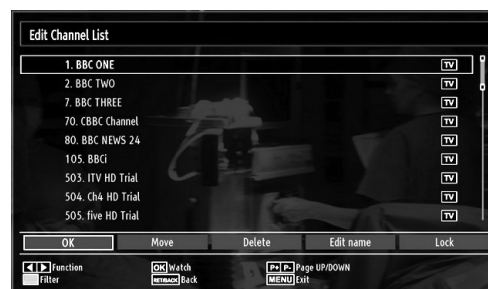 Edit Channel List
1. BBC ONE TV
2. BBC TWO TV
7. BBC THREE TV
70. CBBC Channel TV
80. BBC NEWS 24 TV
105. BBCi TV
503. ITV HD Trial TV
504. Ch4 HD Trial TV
505. five HD Trial TV
OK Move Delete Edit name Lock
Function OK Watch P+ P- Page UP/DOWN
Filter RET/BACK Back MENU Exit